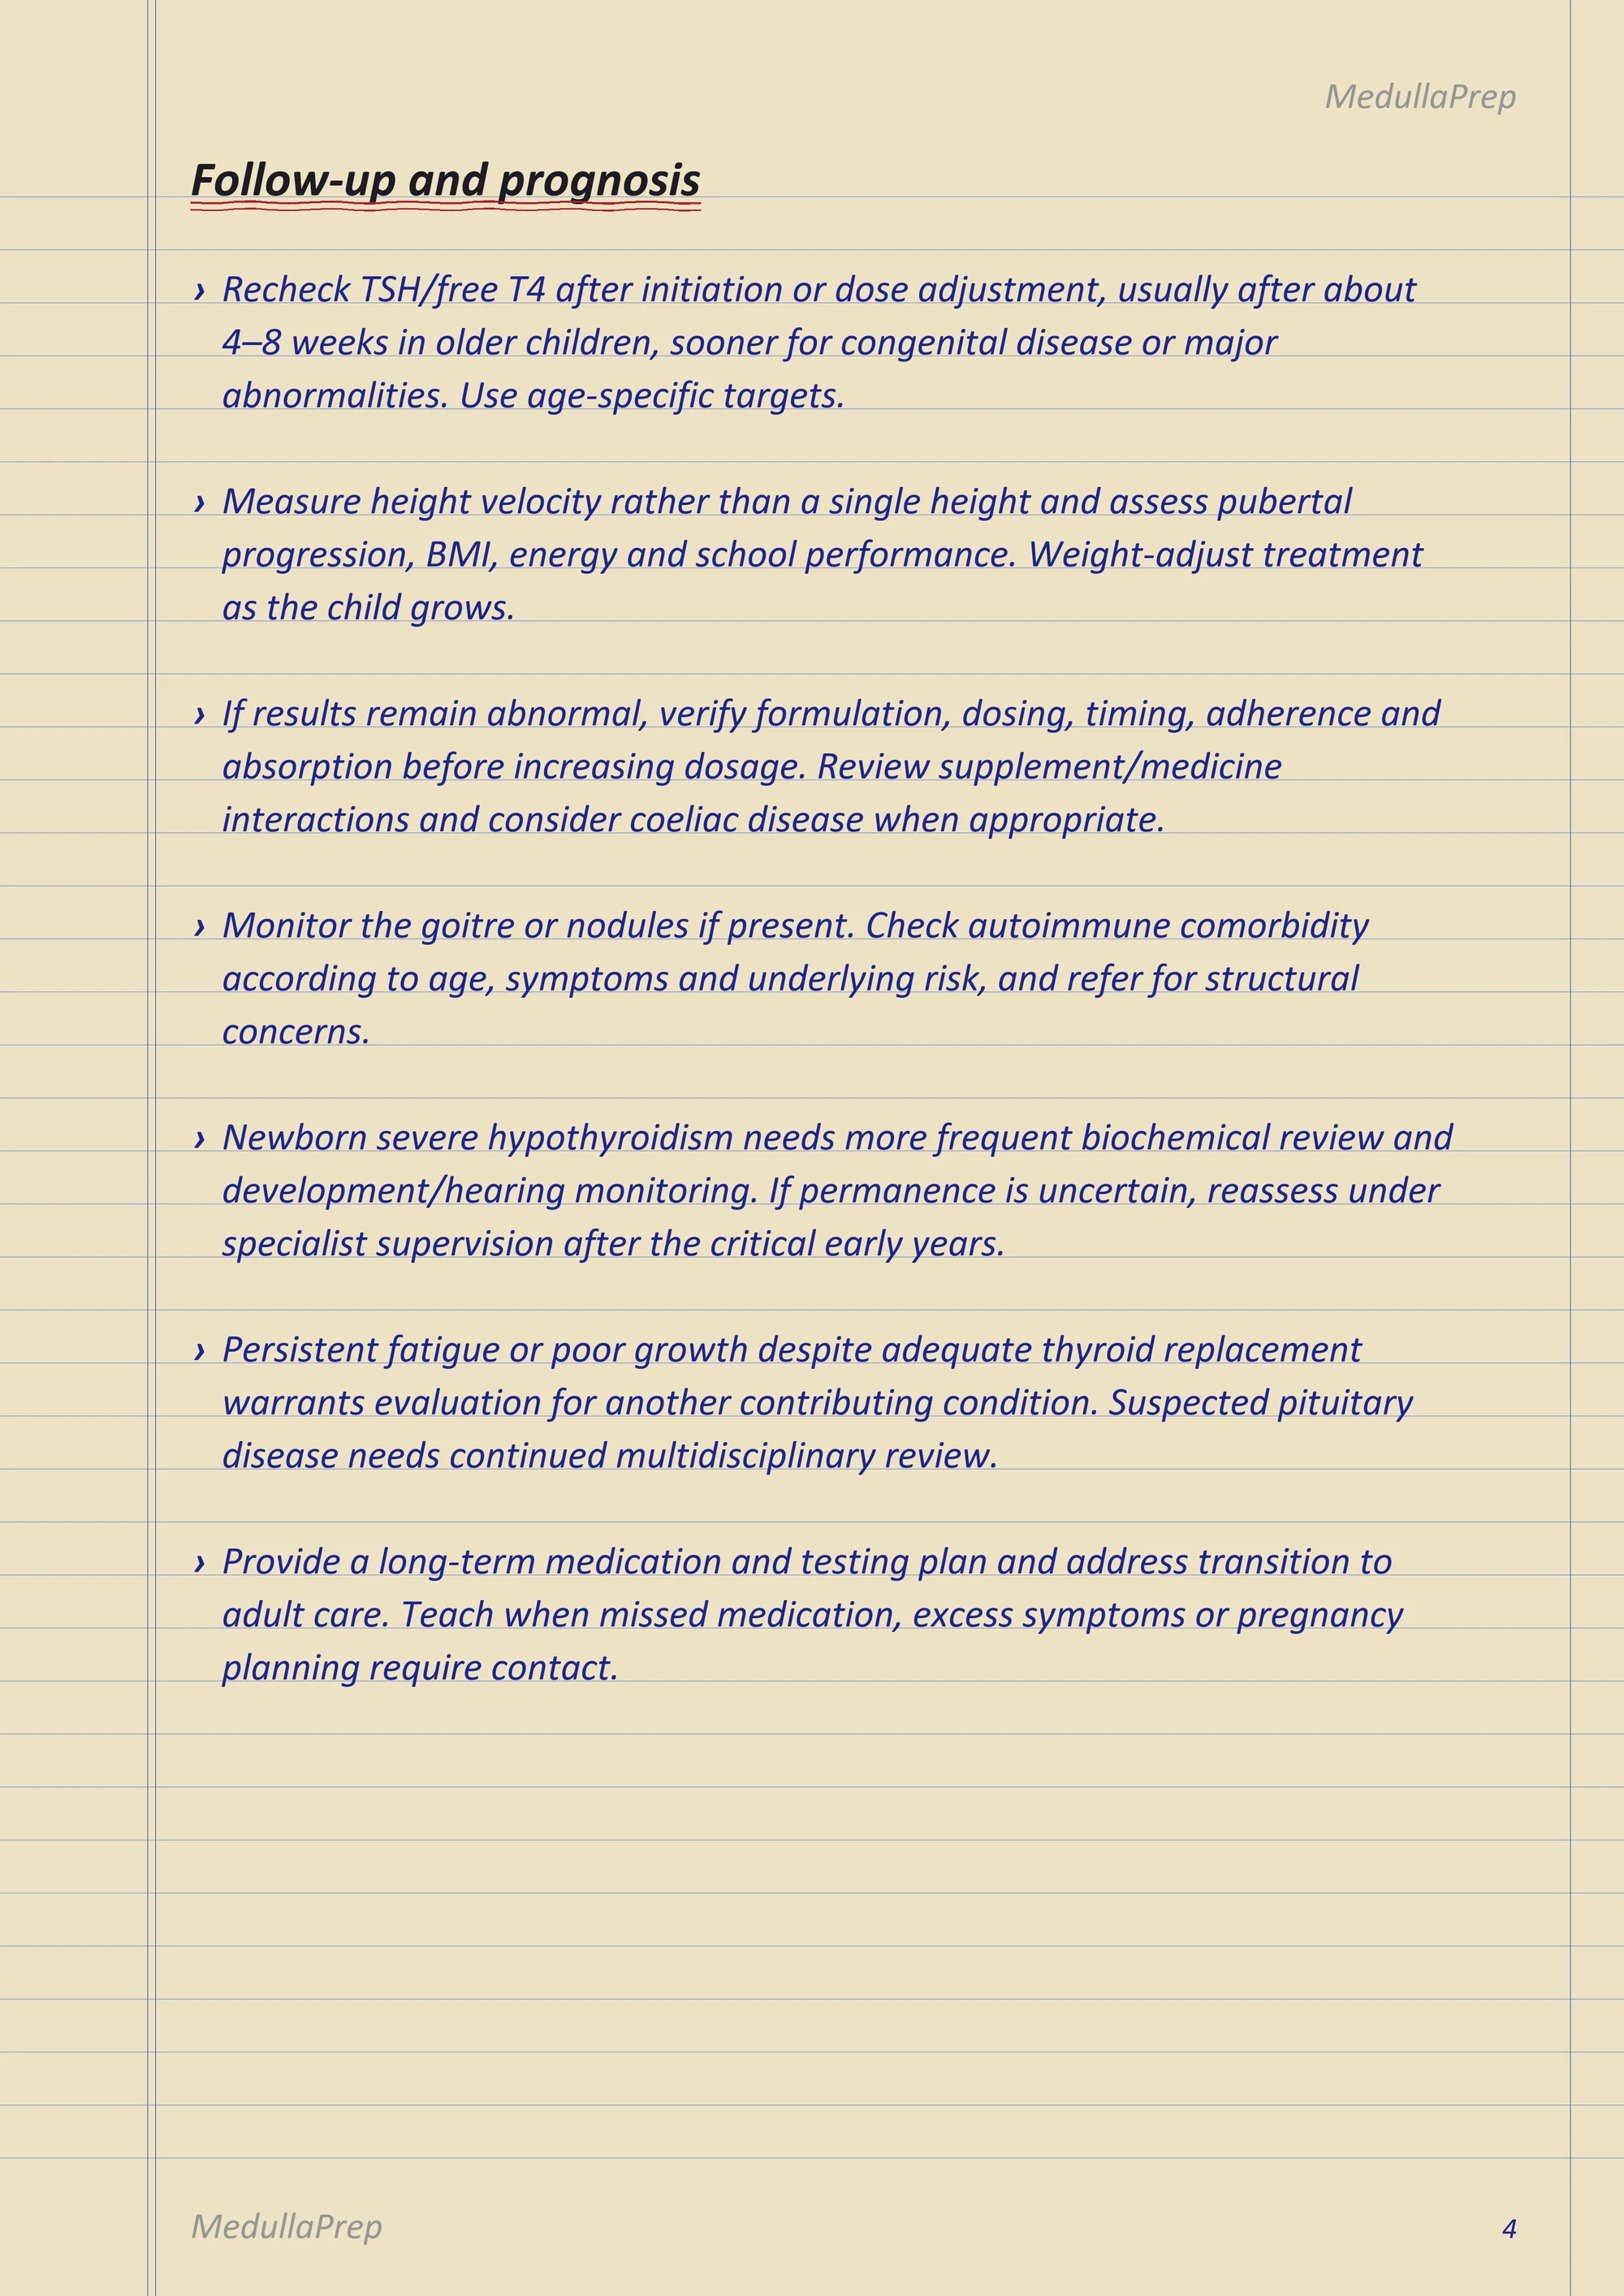 MedullaPrep
Follow-up and prognosis
› Recheck TSH/free T4 after initiation or dose adjustment, usually after about
4–8 weeks in older children, sooner for congenital disease or major
abnormalities. Use age-specific targets.
› Measure height velocity rather than a single height and assess pubertal
progression, BMI, energy and school performance. Weight-adjust treatment
as the child grows.
› If results remain abnormal, verify formulation, dosing, timing, adherence and
absorption before increasing dosage. Review supplement/medicine
interactions and consider coeliac disease when appropriate.
› Monitor the goitre or nodules if present. Check autoimmune comorbidity
according to age, symptoms and underlying risk, and refer for structural
concerns.
› Newborn severe hypothyroidism needs more frequent biochemical review and
development/hearing monitoring. If permanence is uncertain, reassess under
specialist supervision after the critical early years.
› Persistent fatigue or poor growth despite adequate thyroid replacement
warrants evaluation for another contributing condition. Suspected pituitary
disease needs continued multidisciplinary review.
› Provide a long-term medication and testing plan and address transition to
adult care. Teach when missed medication, excess symptoms or pregnancy
planning require contact.
MedullaPrep
4